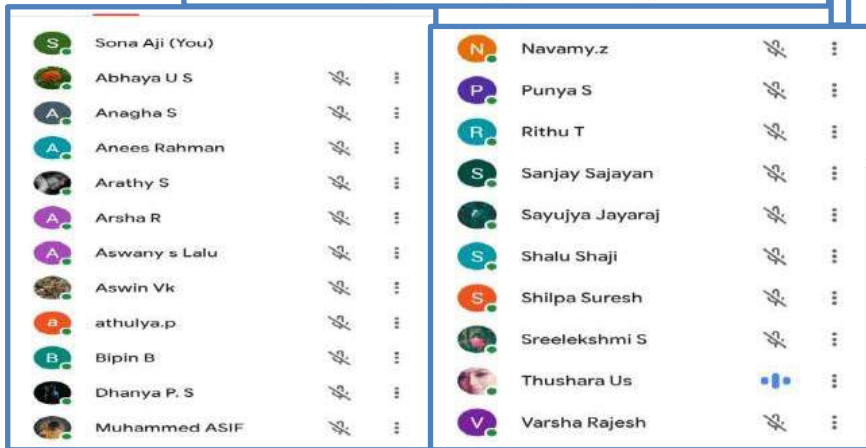 S Sona Aji (You)
Abhaya U S
A Anagha S
A Anees Rahman
Arathy S
A Arsha R
A Aswany s Lalu
Aswin Vk
a athulya.p
B Bipin B
Dhanya P. S
Muhammed ASIF
N Navamy.z
P Punya S
R Rithu T
S Sanjay Sajayan
Sayujya Jayaraj
S Shalu Shaji
S Shilpa Suresh
Sreelekshmi S
Thushara Us
V Varsha Rajesh